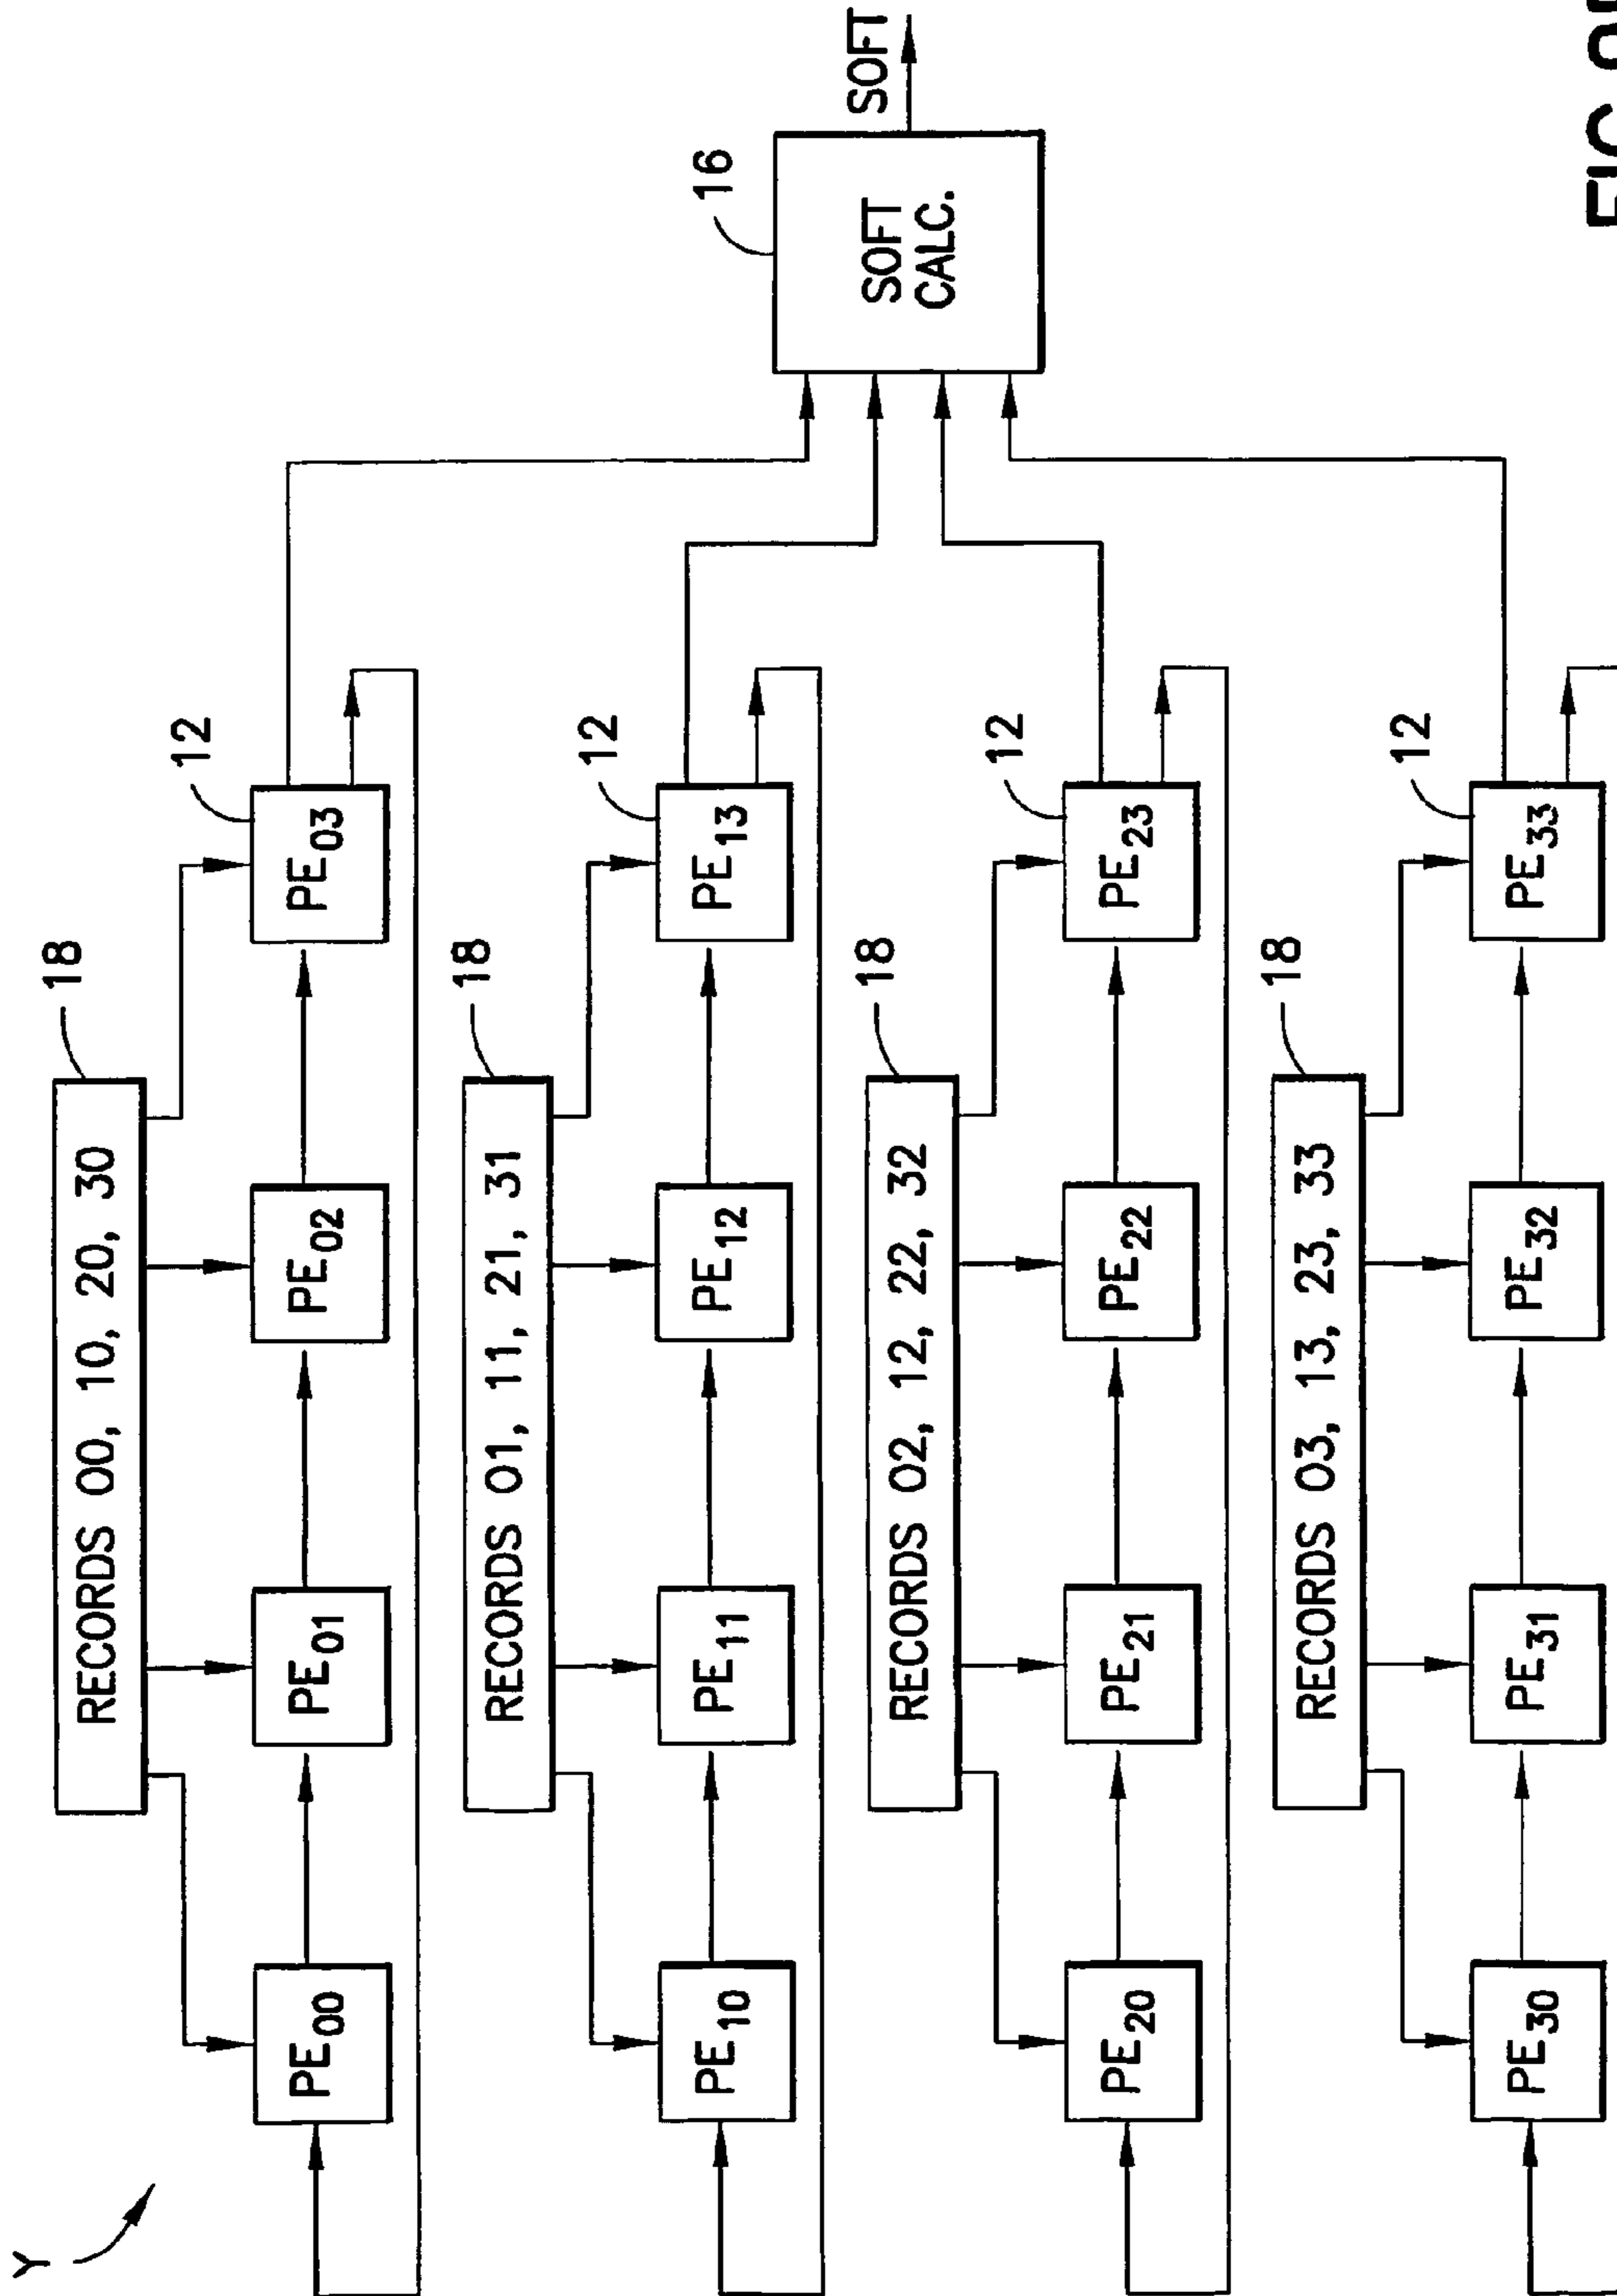 Y
18
RECORDS 00, 10, 20, 30
12
PE00
PE01
PE02
PE03
18
RECORDS 01, 11, 21, 31
12
PE10
PE11
PE12
PE13
16
SOFT
CALC.
SOFT
18
RECORDS 02, 12, 22, 32
12
PE20
PE21
PE22
PE23
18
RECORDS 03, 13, 23, 33
12
PE30
PE31
PE32
PE33
FIG.